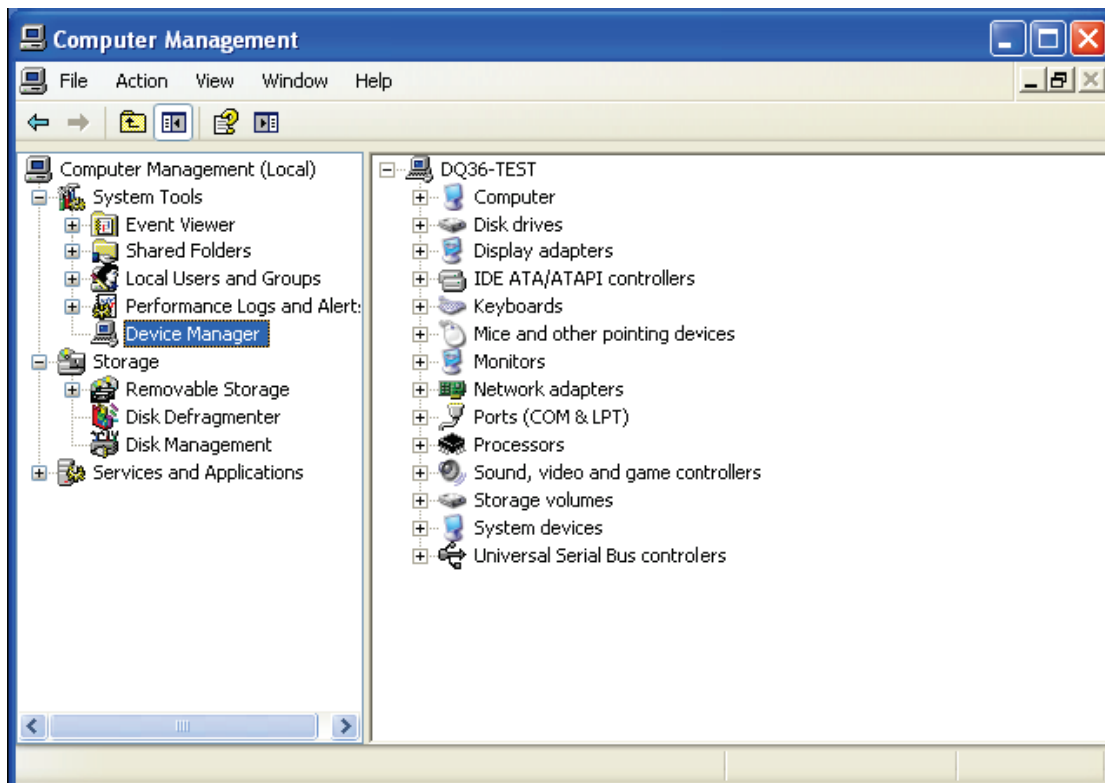 Computer Management
File Action View Window Help
Computer Management (Local)
System Tools
Event Viewer
Shared Folders
Local Users and Groups
Performance Logs and Alert:
Device Manager
Storage
Removable Storage
Disk Defragmenter
Disk Management
Services and Applications
DQ36-TEST
Computer
Disk drives
Display adapters
IDE ATA/ATAPI controllers
Keyboards
Mice and other pointing devices
Monitors
Network adapters
Ports (COM & LPT)
Processors
Sound, video and game controllers
Storage volumes
System devices
Universal Serial Bus controlers